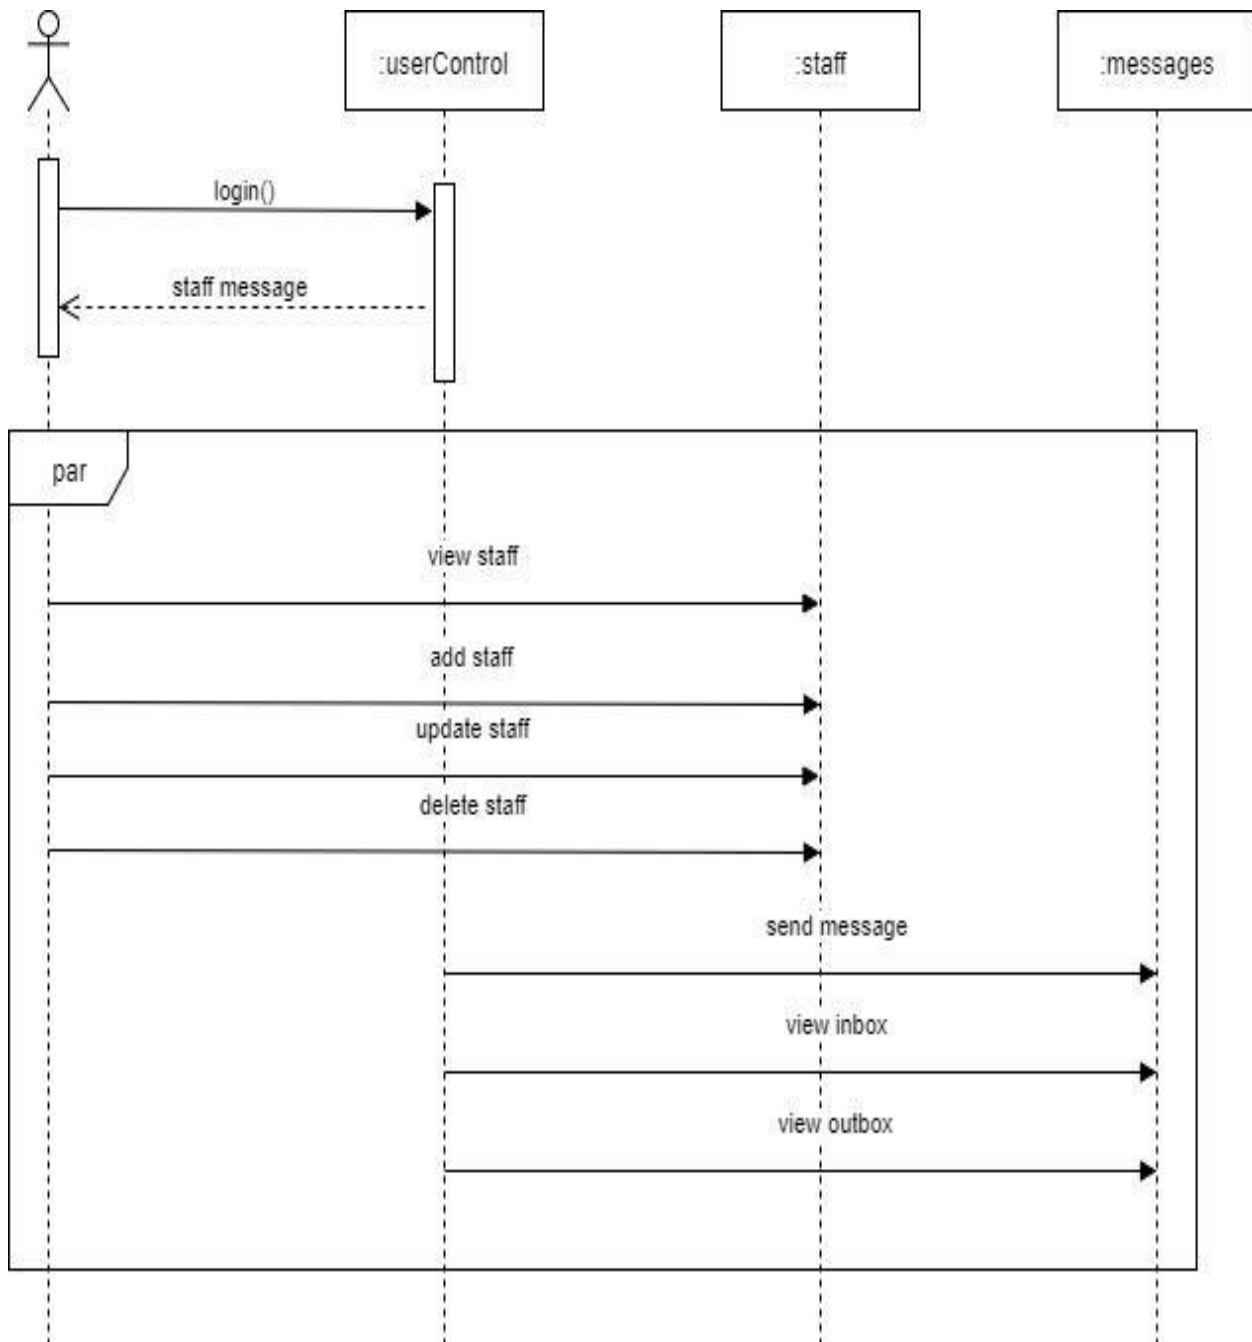 :userControl
:staff
:messages
login()
staff message
par
view staff
add staff
update staff
delete staff
send message
view inbox
view outbox